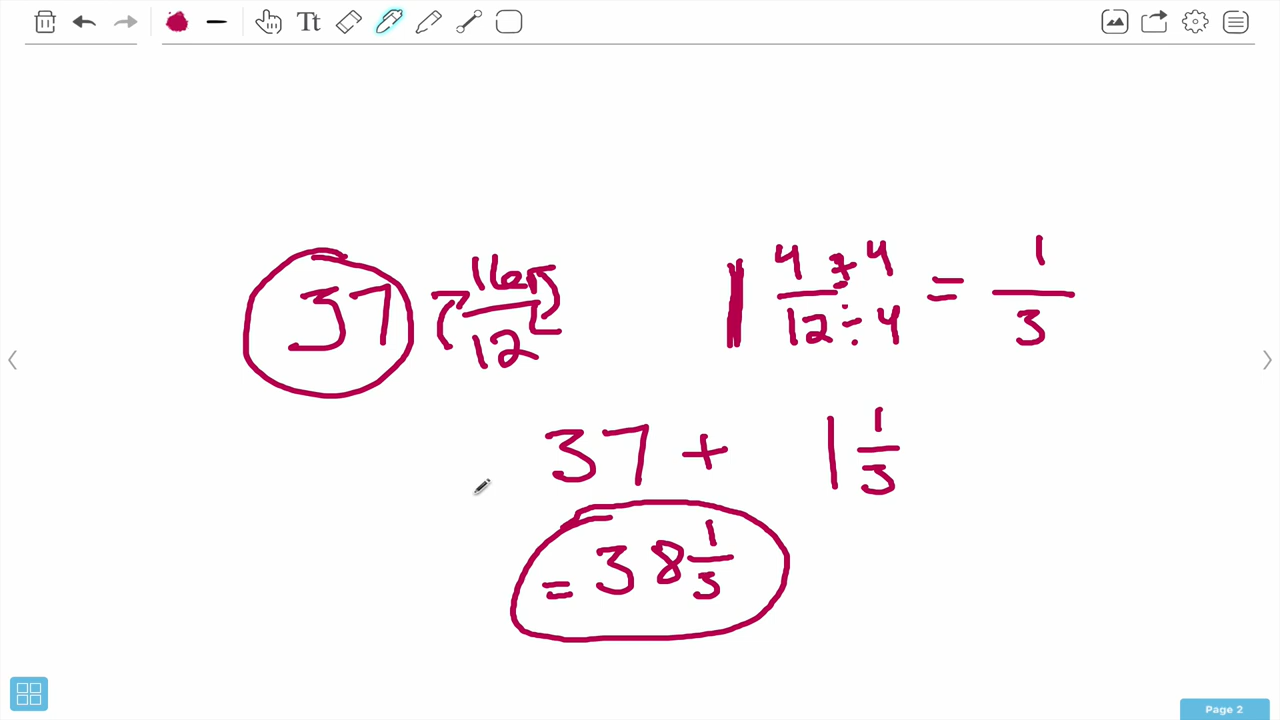 Tt
37 16/12 1 4/12 ÷4/÷4 = 1/3
37 + 1 1/3
= 38 1/3
Page 2